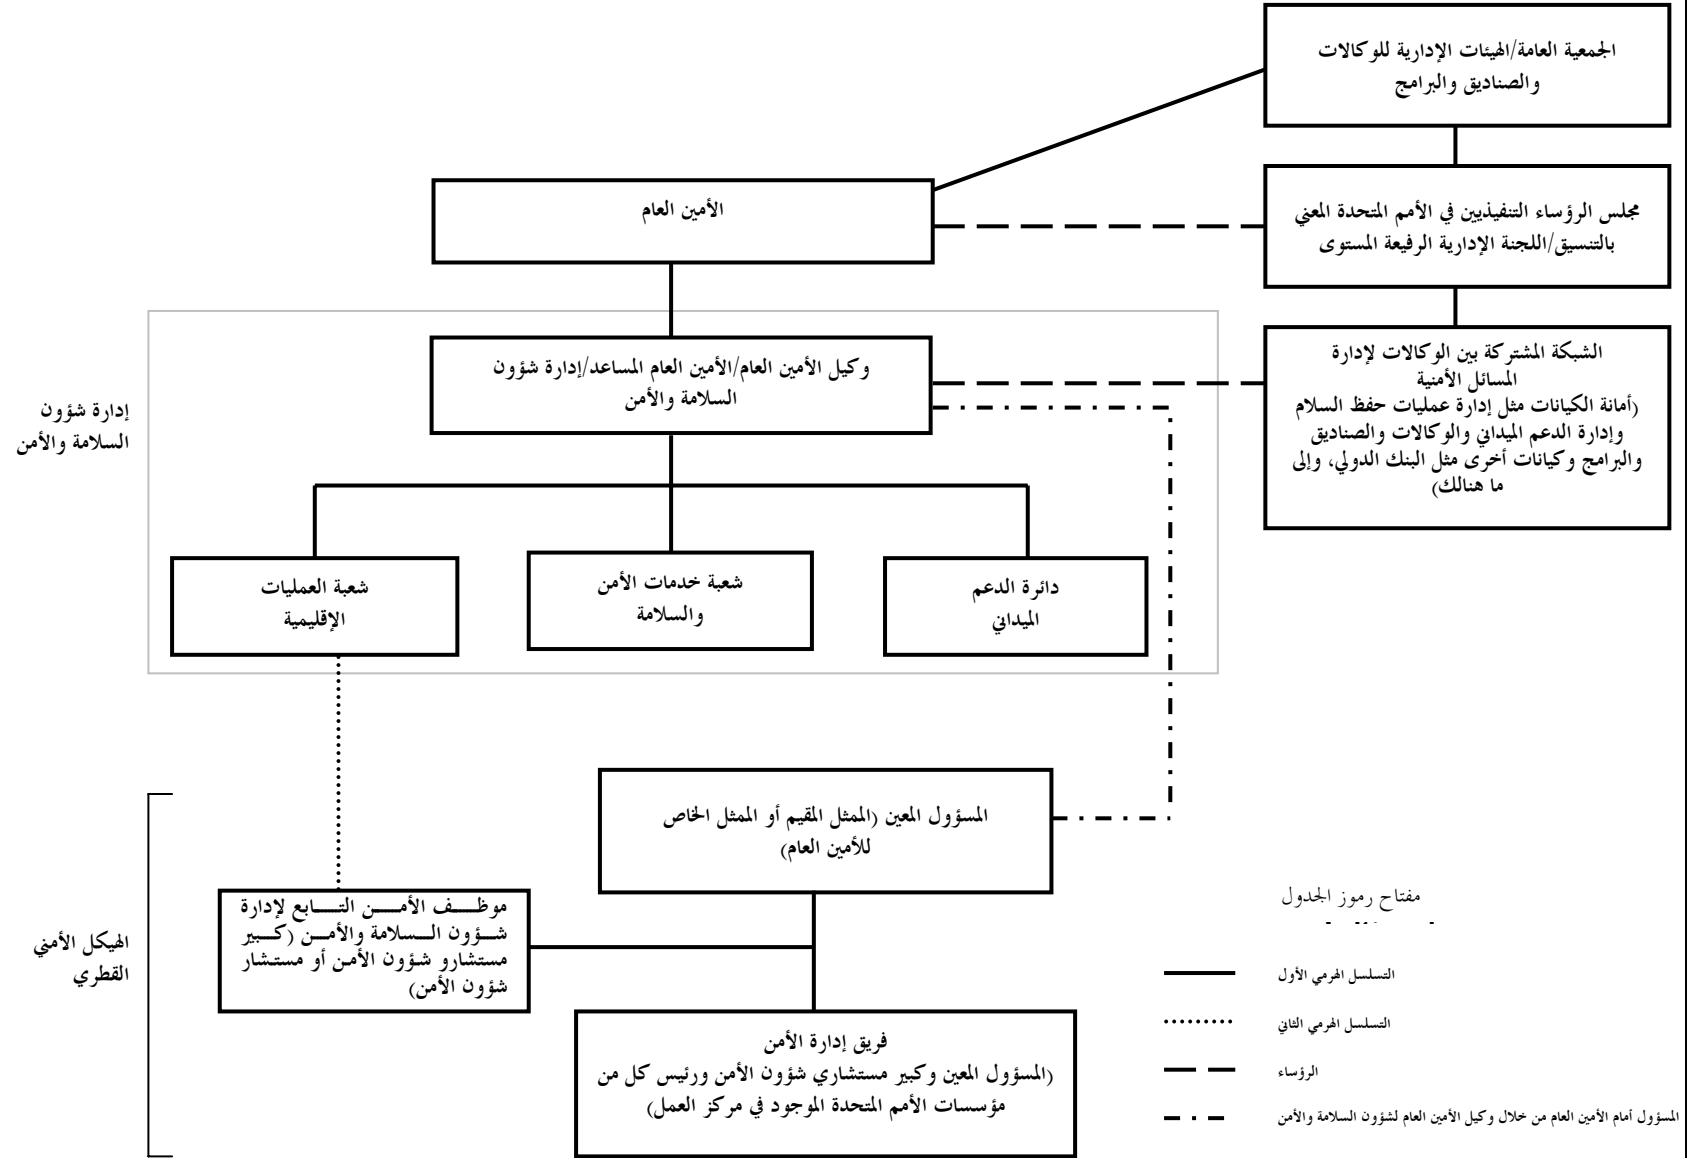 الجمعية العامة/الهيئات الإدارية للوكالات
والصناديق والبرامج
الأمين العام
مجلس الرؤساء التنفيذيين في الأمم المتحدة المعني
بالتنسيق/اللجنة الإدارية الرفيعة المستوى
إدارة شؤون
السلامة والأمن
وكيل الأمين العام/الأمين العام المساعد/إدارة شؤون
السلامة والأمن
الشبكة المشتركة بين الوكالات لإدارة
المسائل الأمنية
(أمانة الكيانات مثل إدارة عمليات حفظ السلام
وإدارة الدعم الميداني والوكالات والصناديق
والبرامج وكيانات أخرى مثل البنك الدولي، وإلى
ما هنالك)
دائرة الدعم
الميداني
شعبة خدمات الأمن
والسلامة
شعبة العمليات
الإقليمية
المسؤول المعين (الممثل المقيم أو الممثل الخاص
للأمين العام)
موظف الأمن التابع لإدارة
شؤون السلامة والأمن (كبير
مستشارو شؤون الأمن أو مستشار
شؤون الأمن)
الهيكل الأمني
القطري
فريق إدارة الأمن
(المسؤول المعين وكبير مستشاري شؤون الأمن ورئيس كل من
مؤسسات الأمم المتحدة الموجود في مركز العمل)
مفتاح رموز الجدول
التسلسل الهرمي الأول
التسلسل الهرمي الثاني
الرؤساء
المسؤول أمام الأمين العام من خلال وكيل الأمين العام لشؤون السلامة والأمن